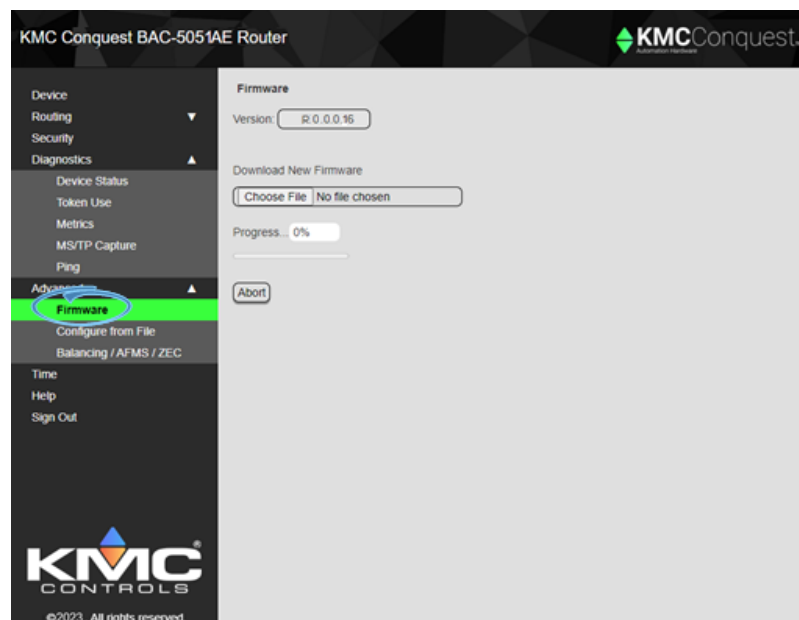 KMC Conquest BAC-5051AE Router
KMCConquest
Automation Hardware
Device
Routing ▼
Security
Diagnostics ▲
Device Status
Token Use
Metrics
MS/TP Capture
Ping
Advanced ▲
Firmware
Configure from File
Balancing / AFMS / ZEC
Time
Help
Sign Out
KMC®
CONTROLS
©2023 All rights reserved
Firmware
Version: R:0.0.0.16
Download New Firmware
Choose File No file chosen
Progress... 0%
Abort